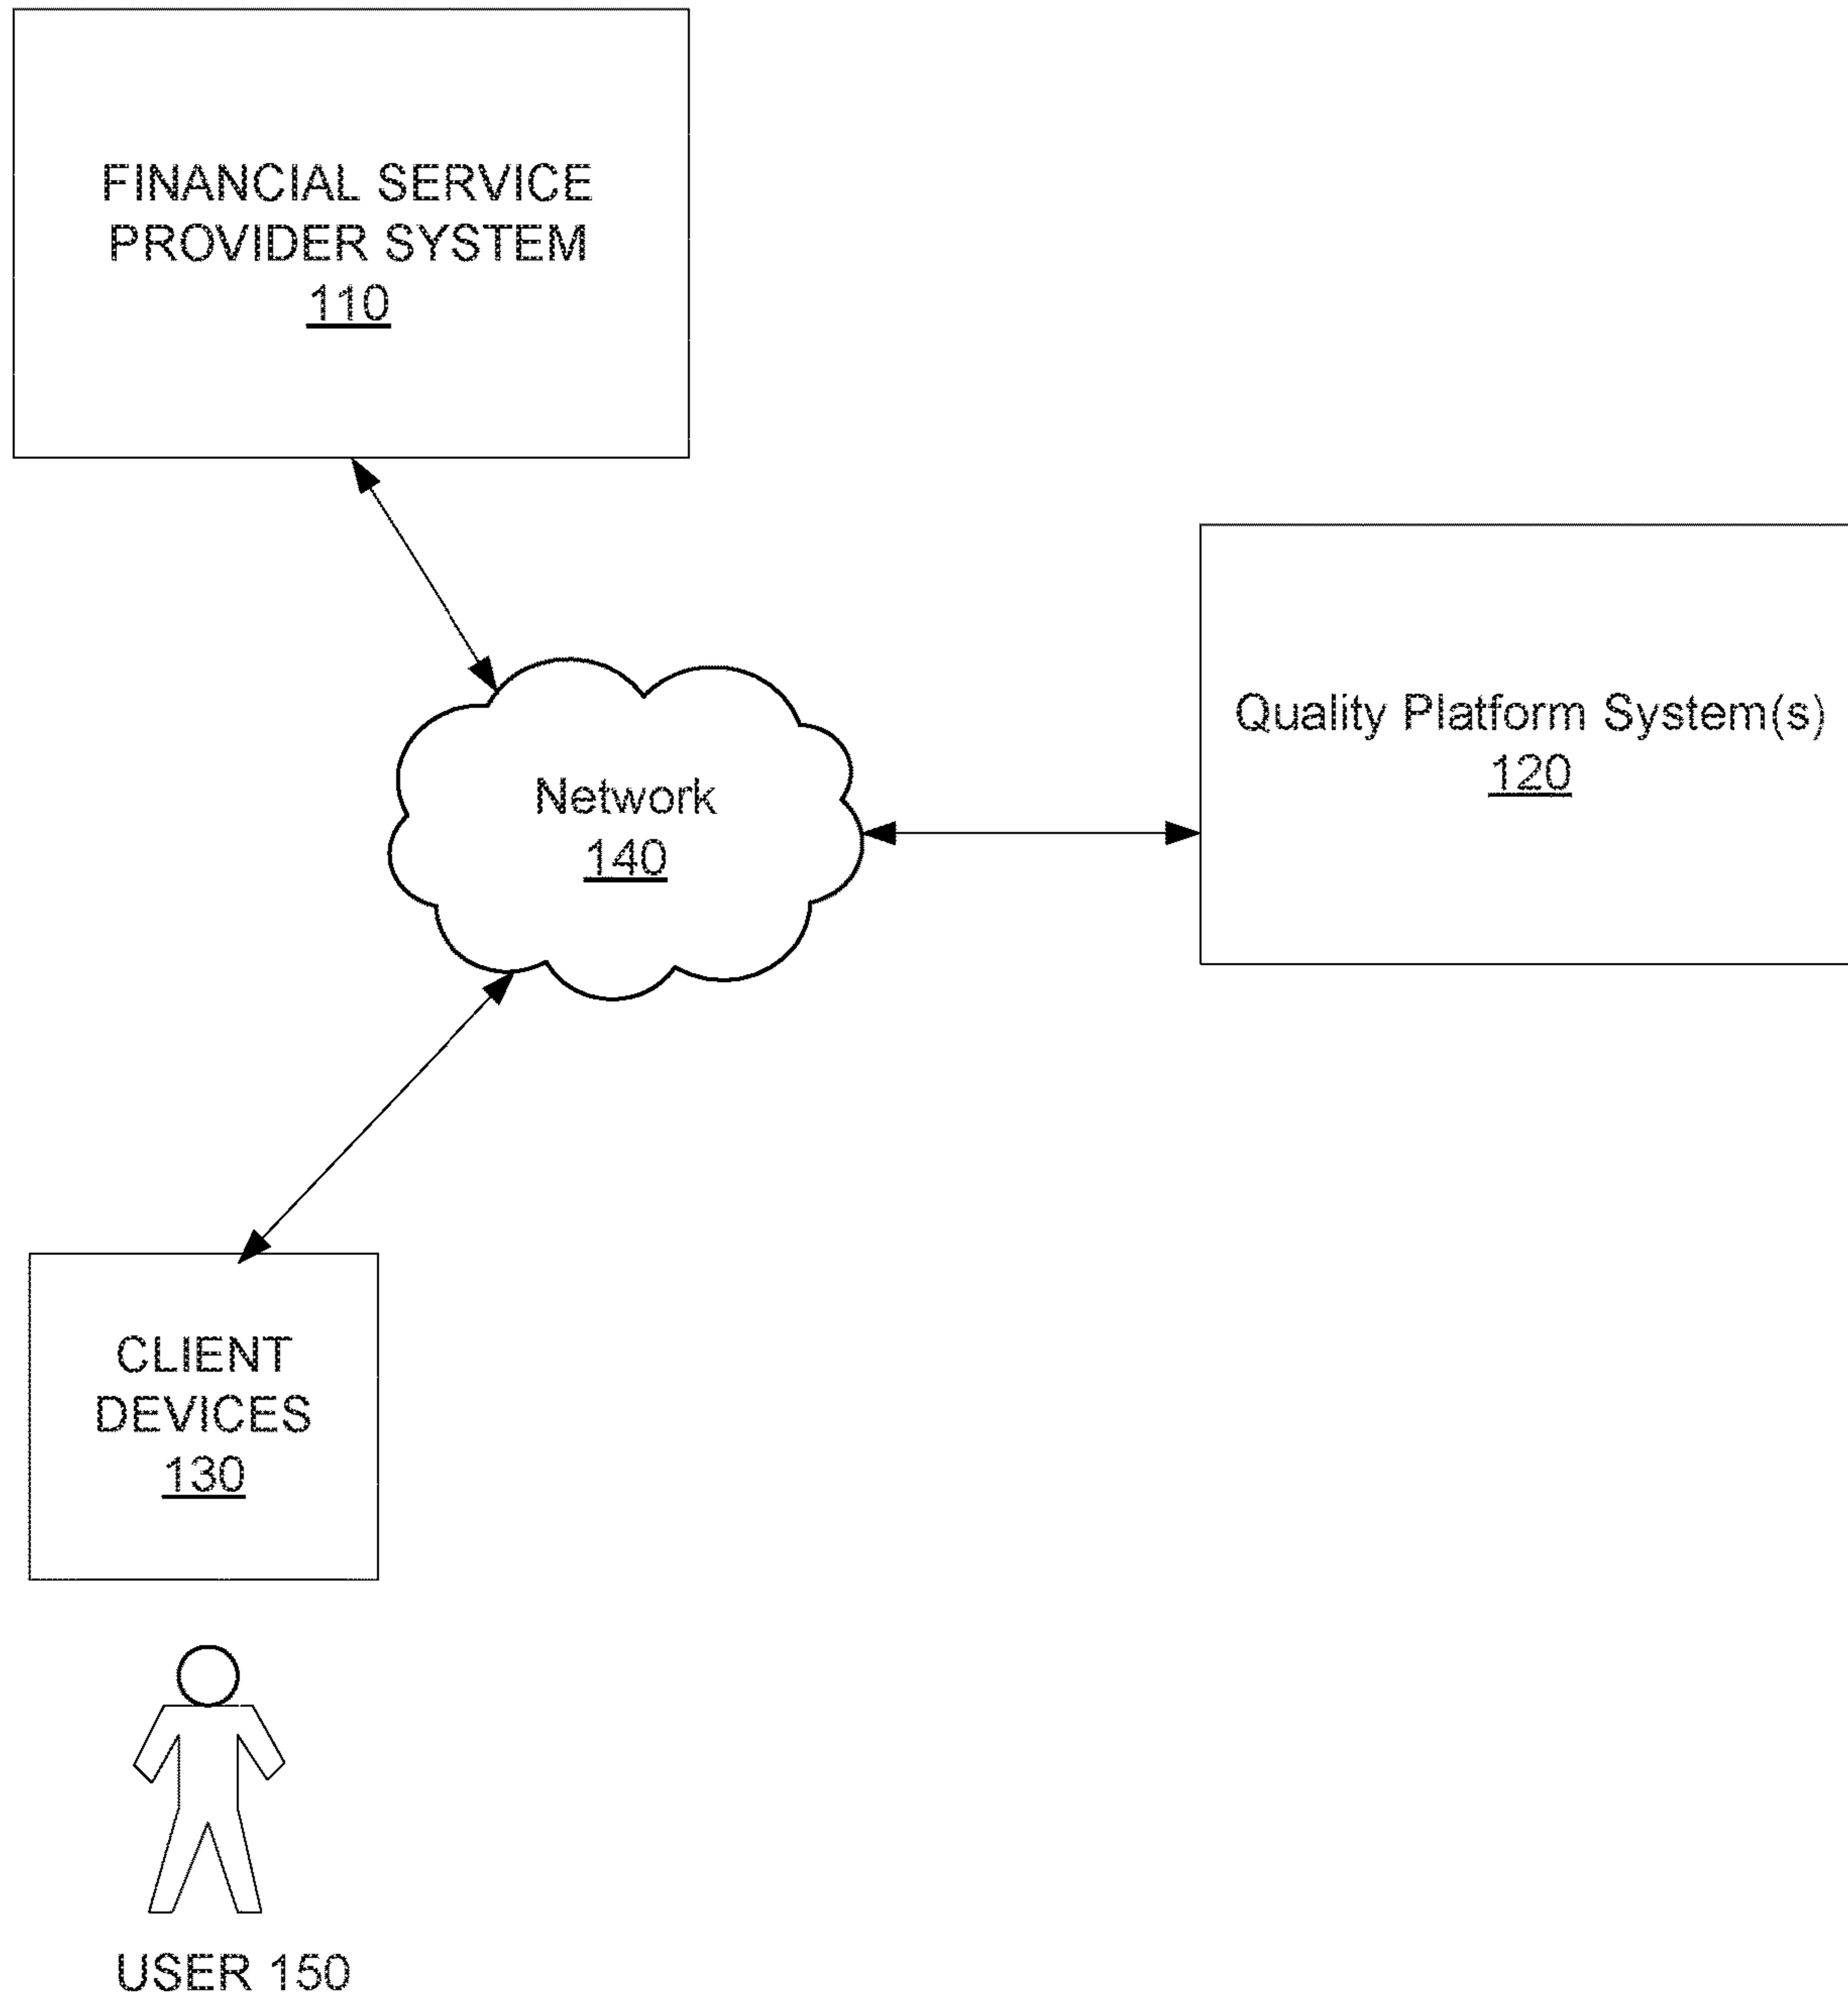 FINANCIAL SERVICE
PROVIDER SYSTEM
110
Quality Platform System(s)
120
Network
140
CLIENT
DEVICES
130
USER 150